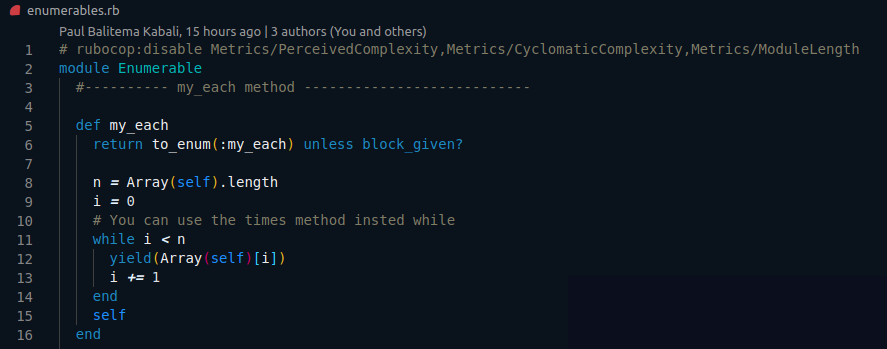 enumerables.rb
Paul Balitema Kabali, 15 hours ago | 3 authors (You and others)
1 # rubocop:disable Metrics/PerceivedComplexity,Metrics/CyclomaticComplexity,Metrics/ModuleLength
2 module Enumerable
3   #---------- my_each method ---------------------------
4
5   def my_each
6     return to_enum(:my_each) unless block_given?
7
8     n = Array(self).length
9     i = 0
10     # You can use the times method insted while
11     while i < n
12       yield(Array(self)[i])
13       i += 1
14     end
15     self
16   end